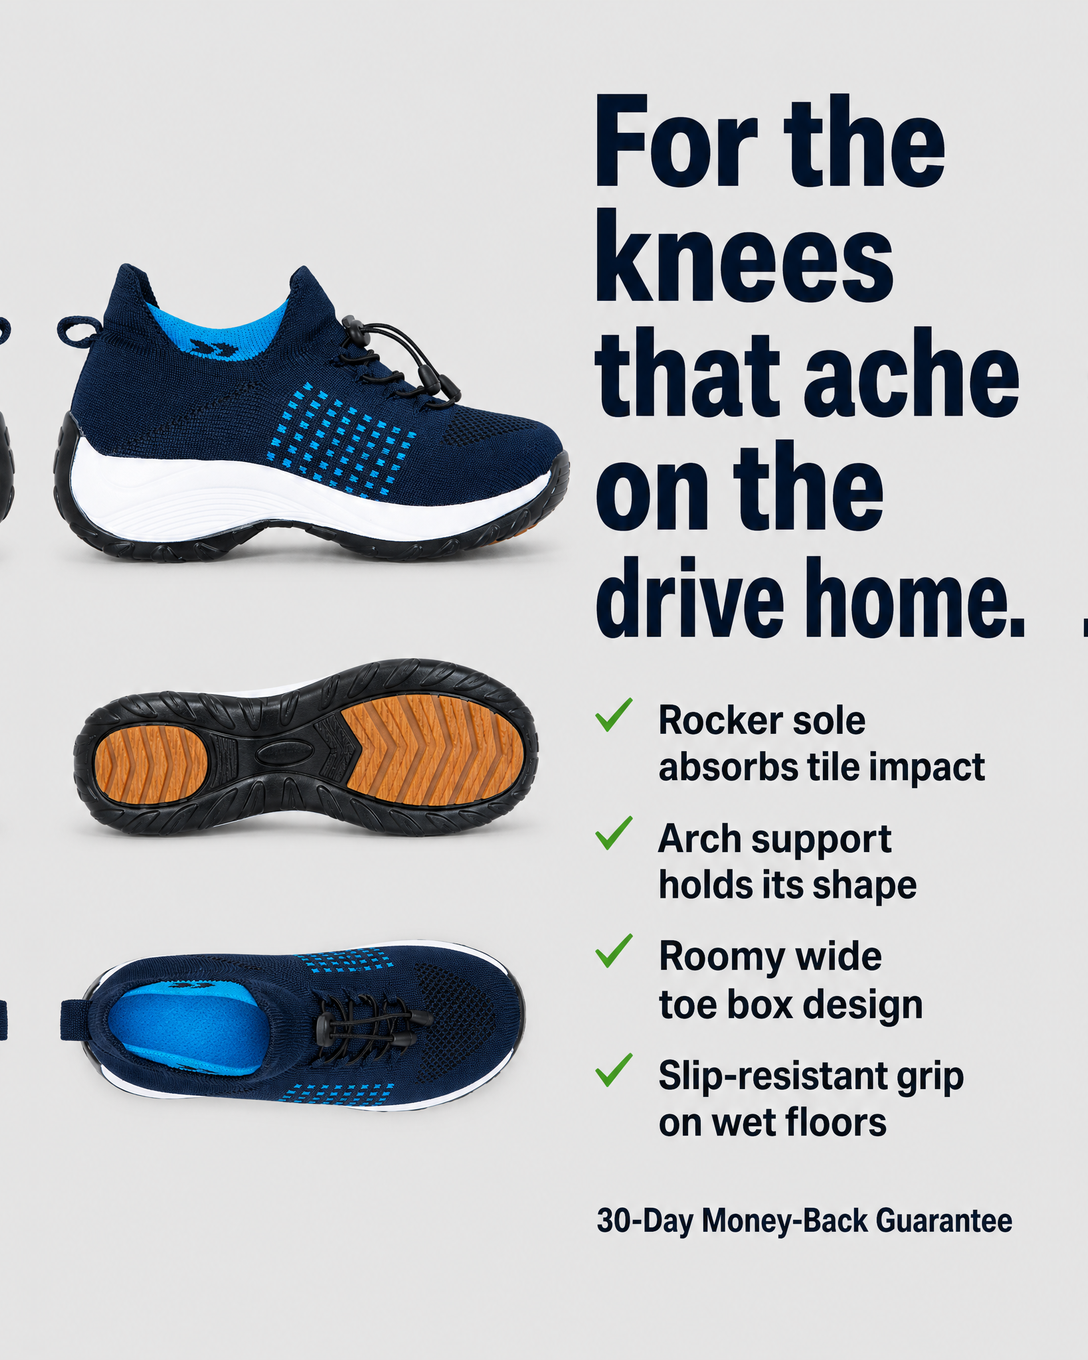 For the
knees
that ache
on the
drive home.
Rocker sole
absorbs tile impact
Arch support
holds its shape
Roomy wide
toe box design
Slip-resistant grip
on wet floors
30-Day Money-Back Guarantee